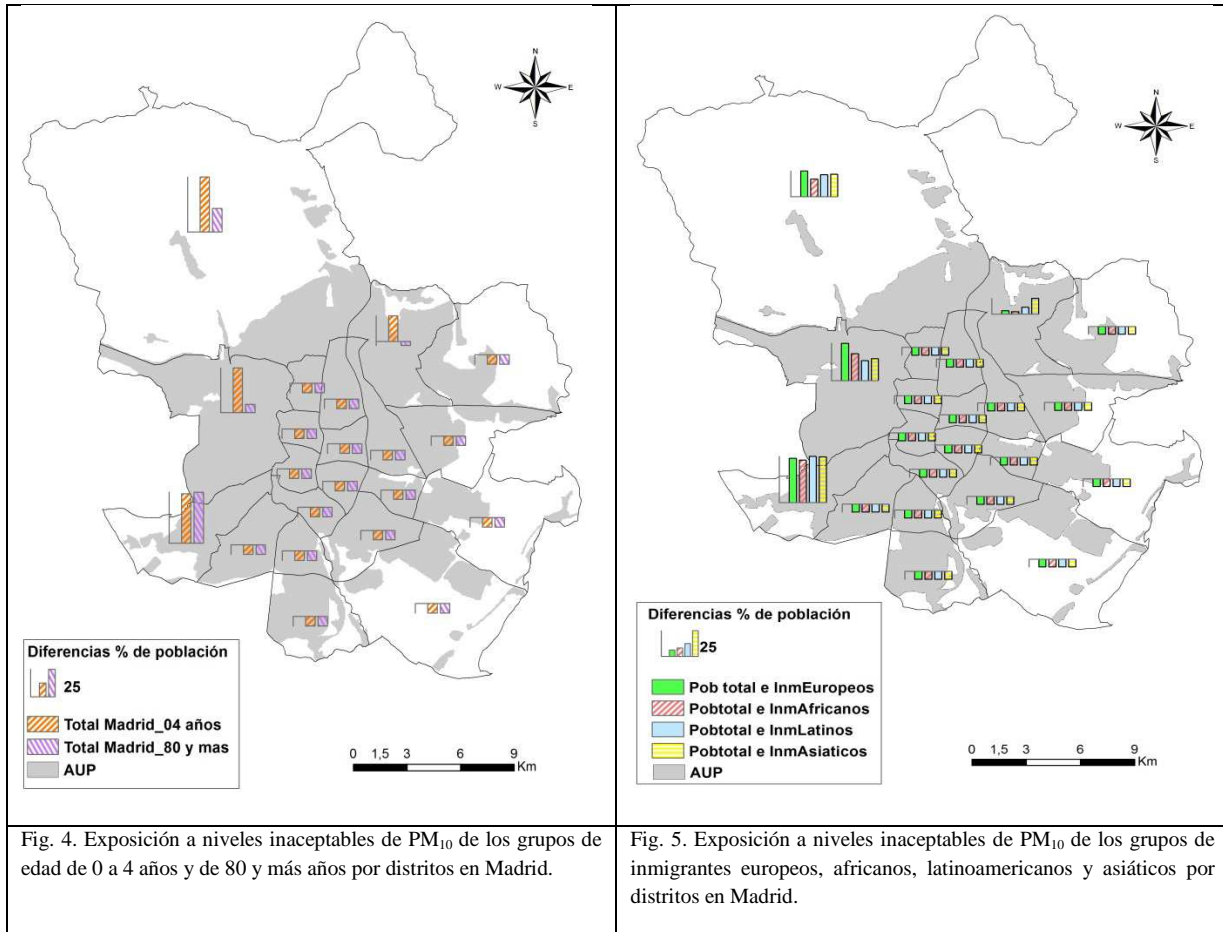 N
W E
S
Diferencias % de población
25
Total Madrid_04 años
Total Madrid_80 y mas
AUP
0 1,5 3 6 9
Km
Fig. 4. Exposición a niveles inaceptables de PM10 de los grupos de
edad de 0 a 4 años y de 80 y más años por distritos en Madrid.
N
W E
S
Diferencias % de población
25
Pob total e InmEuropeos
Pobtotal e InmAfricanos
Pobtotal e InmLatinos
Pobtotal e InmAsiaticos
AUP
0 1,5 3 6 9
Km
Fig. 5. Exposición a niveles inaceptables de PM10 de los grupos de
inmigrantes europeos, africanos, latinoamericanos y asiáticos por
distritos en Madrid.